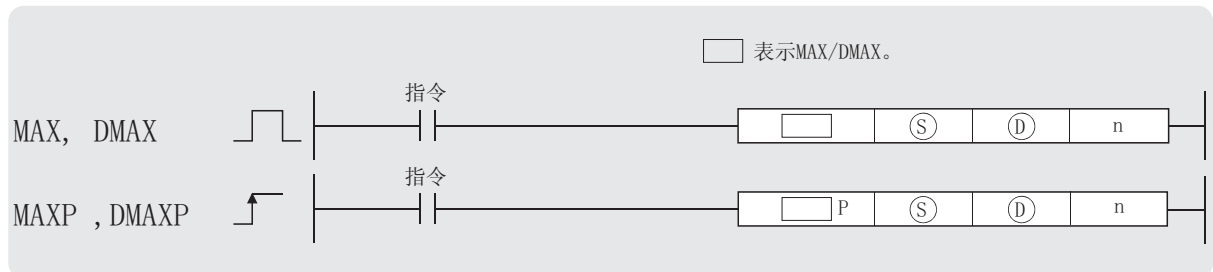 表示MAX/DMAX。
指令
MAX, DMAX Ⓢ Ⓓ n
指令
MAXP ,DMAXP P Ⓢ Ⓓ n